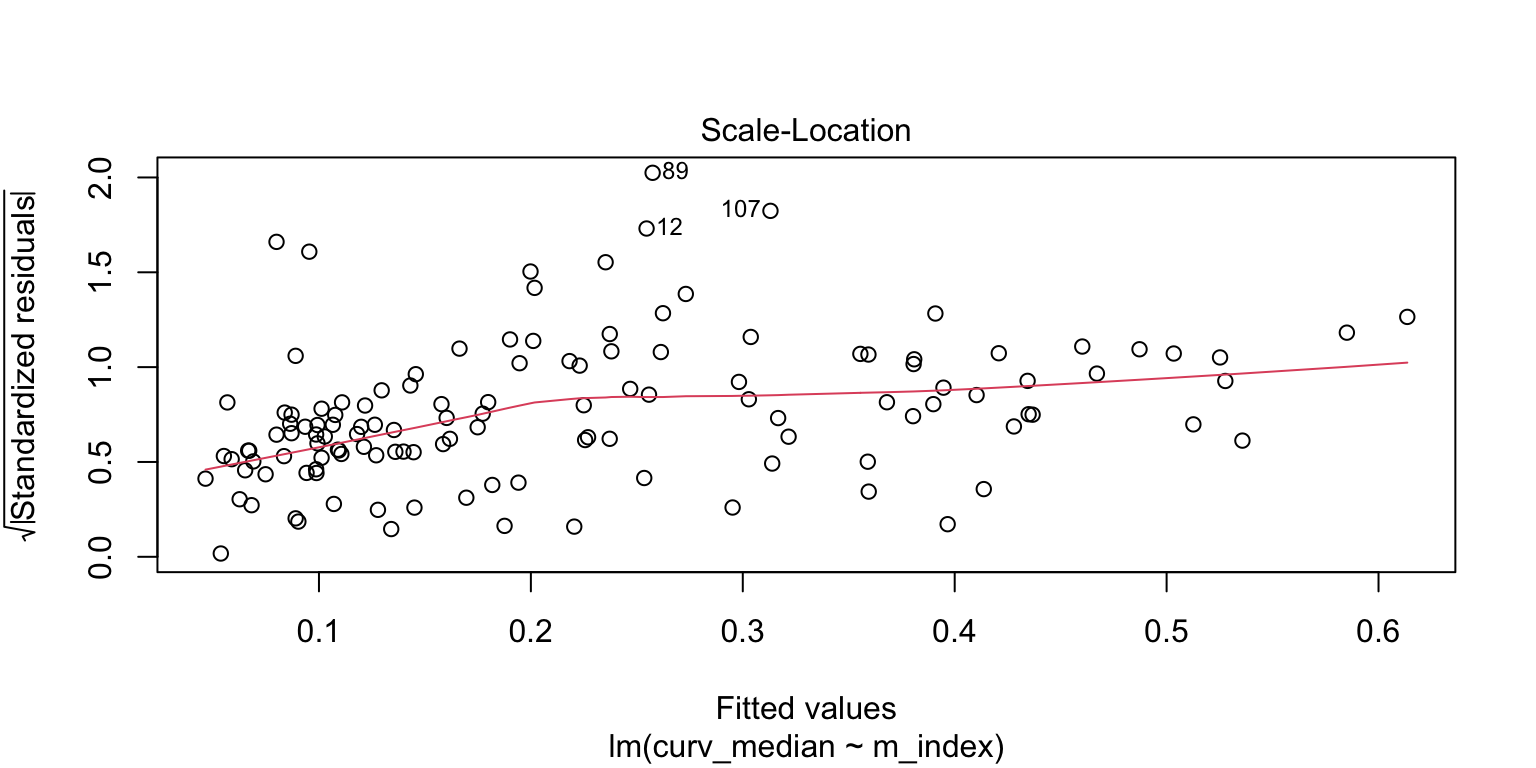 Scale-Location
√|Standardized residuals|
2.0
1.5
1.0
0.5
0.0
89
107
12
0.1 0.2 0.3 0.4 0.5 0.6
Fitted values
lm(curv_median ~ m_index)